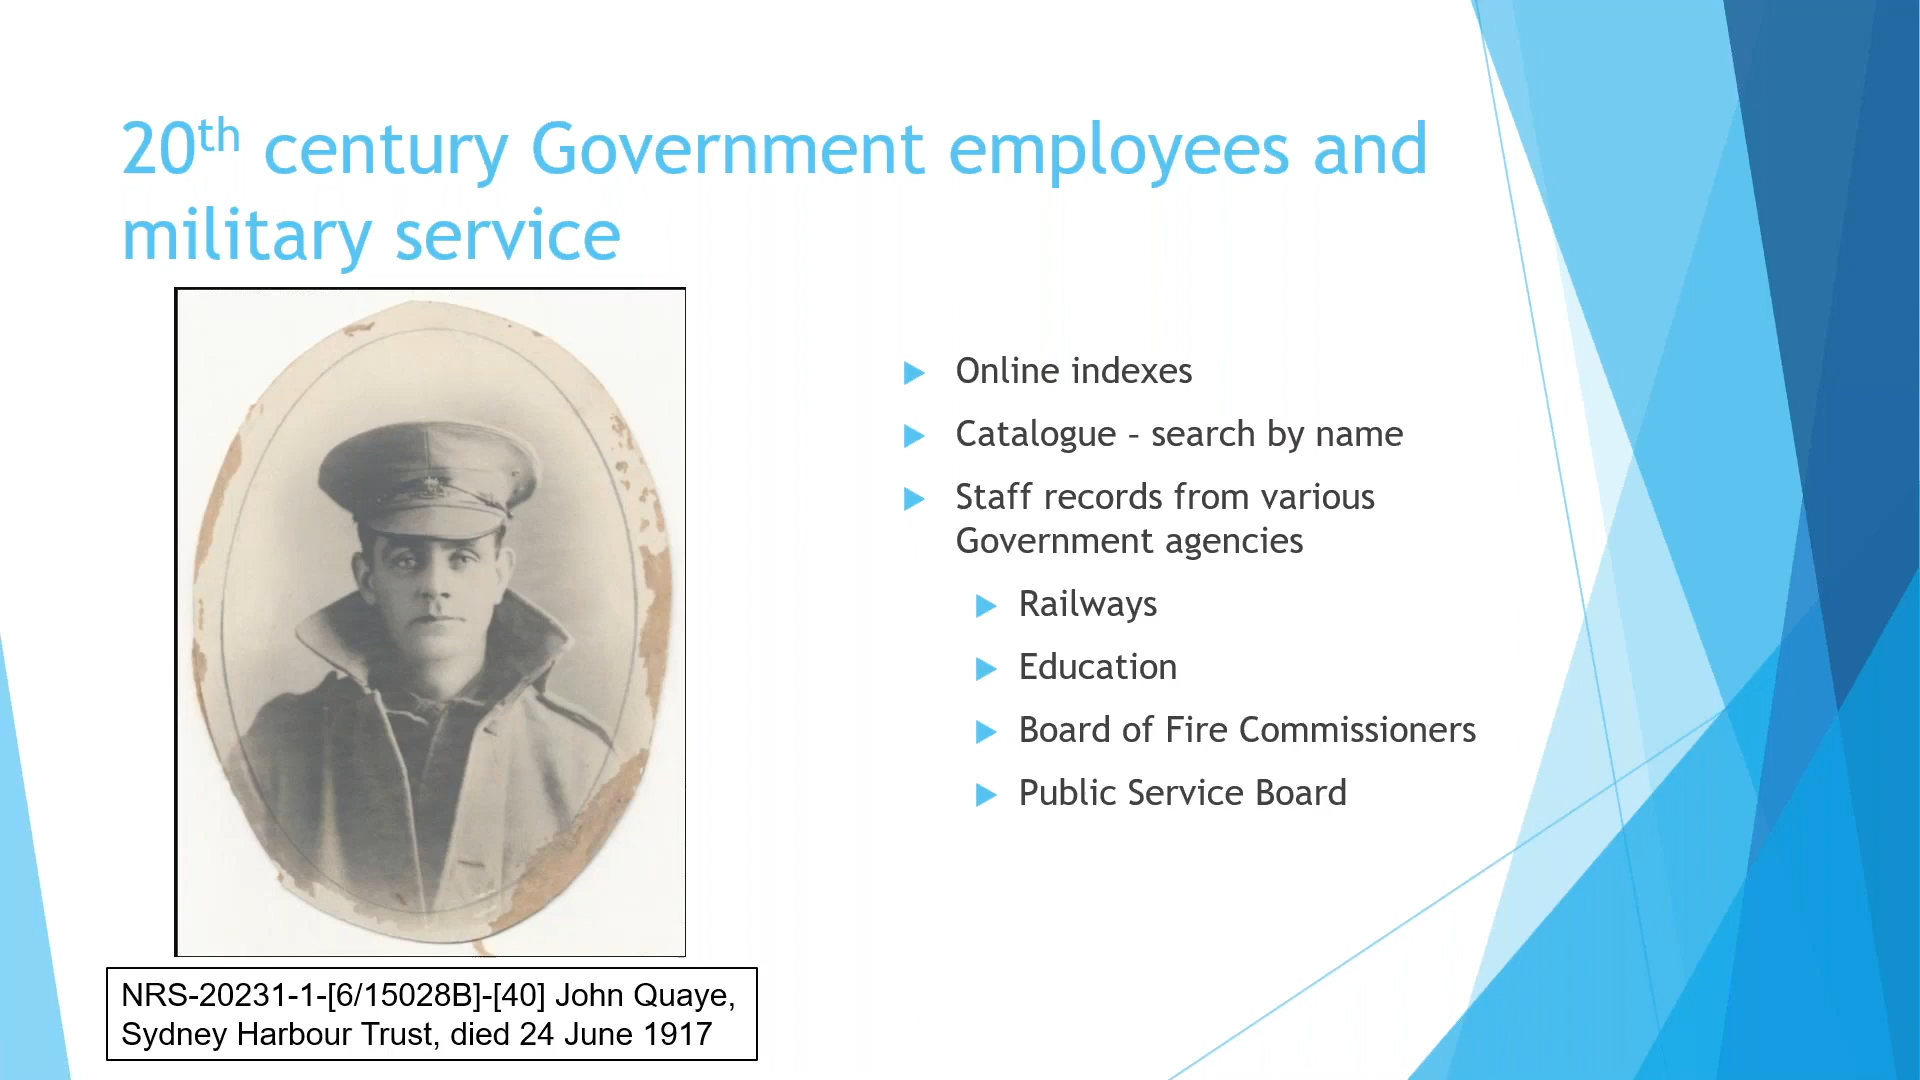 20th century Government employees and
military service
Online indexes
Catalogue – search by name
Staff records from various
Government agencies
Railways
Education
Board of Fire Commissioners
Public Service Board
NRS-20231-1-[6/15028B]-[40] John Quaye,
Sydney Harbour Trust, died 24 June 1917